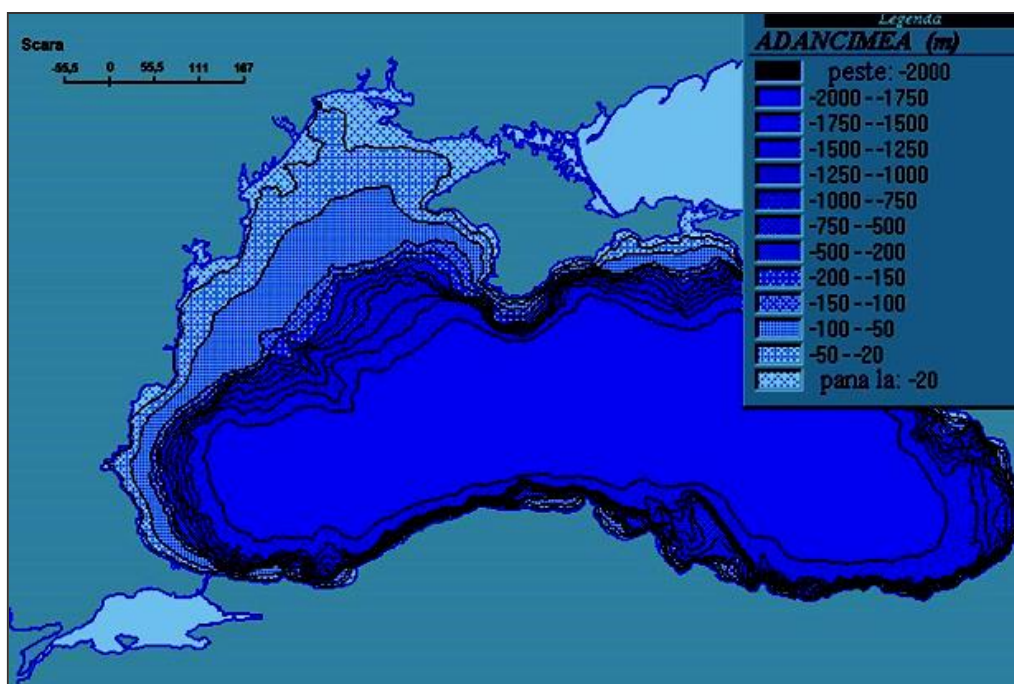 Scara
-55,5 0 55,5 111 167
Legenda
ADANCIMEA (m)
peste: -2000
-2000 - -1750
-1750 - -1500
-1500 - -1250
-1250 - -1000
-1000 - -750
-750 - -500
-500 - -200
-200 - -150
-150 - -100
-100 - -50
-50 - -20
pana la: -20